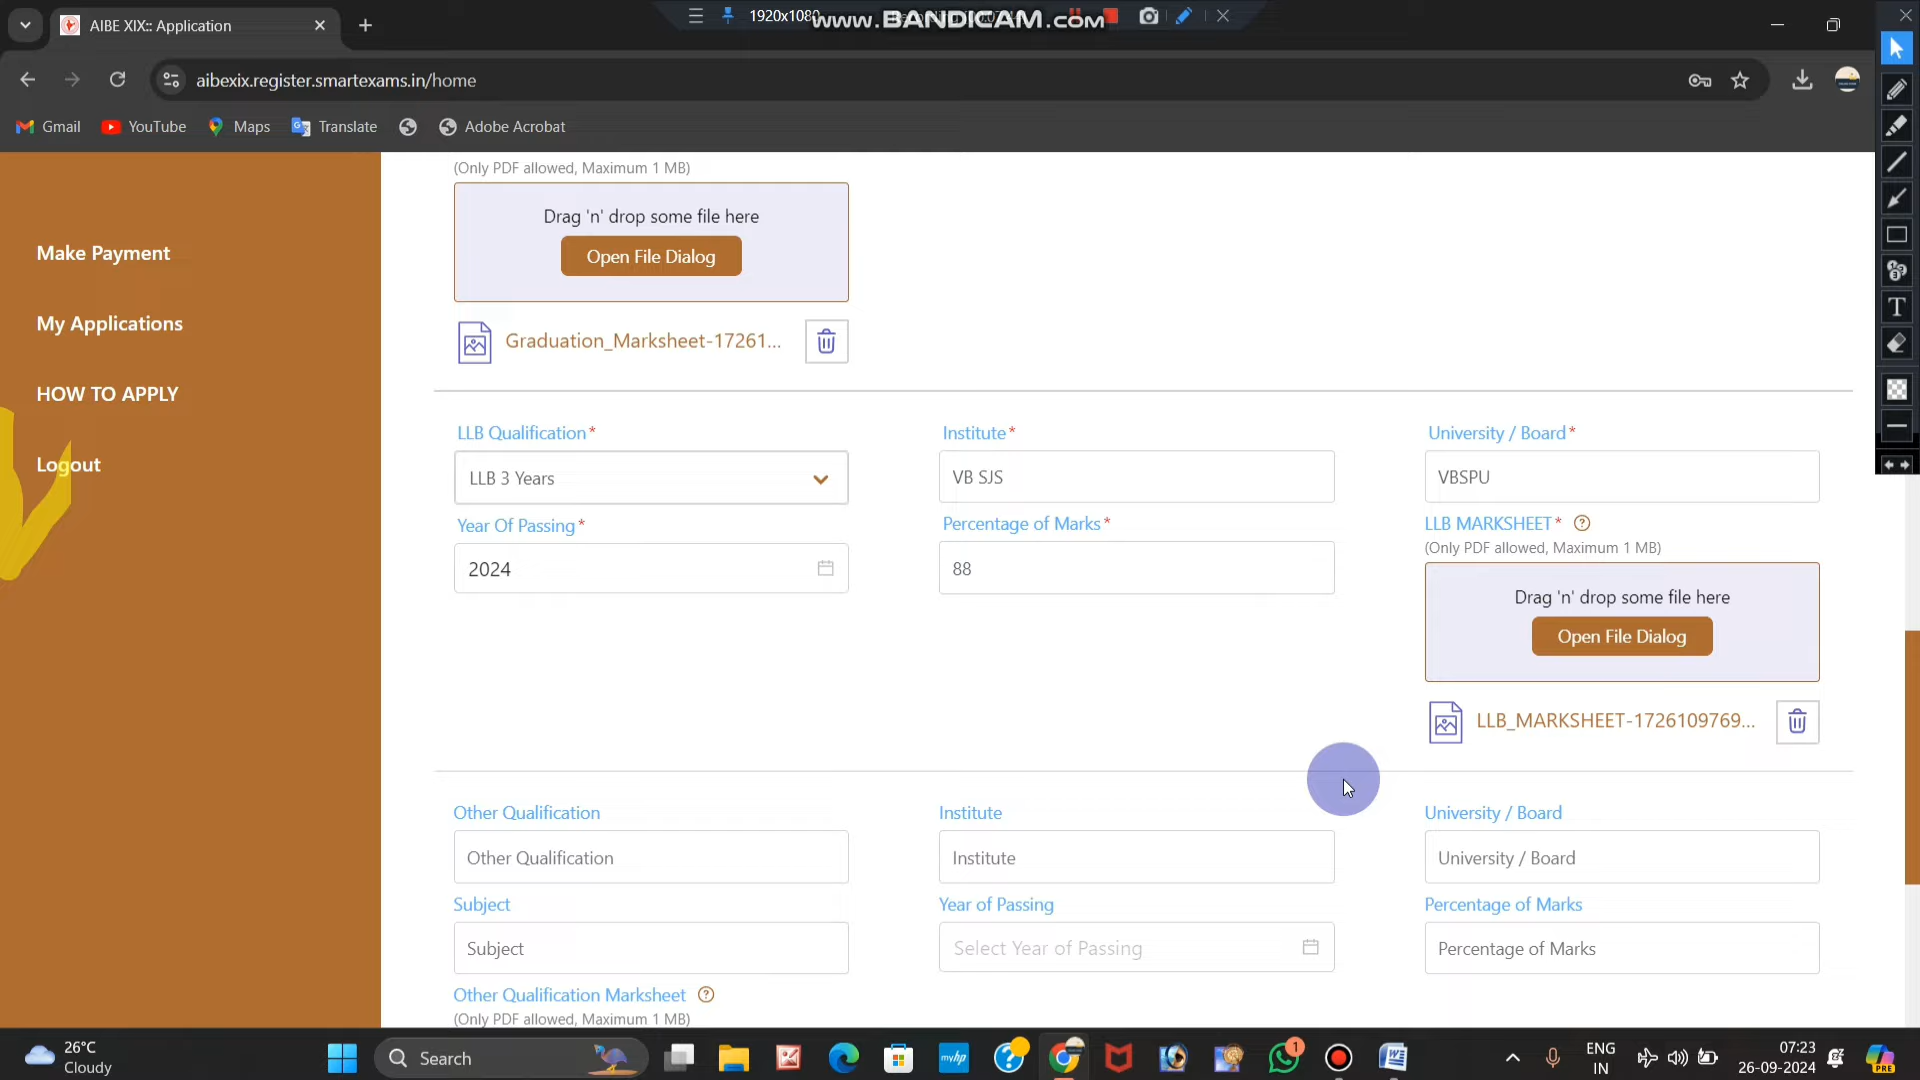 AIBE XIX:: Application
1920x1080
www.BANDICAM.com
aibexix.register.smartexams.in/home
Gmail
YouTube
Maps
Translate
Adobe Acrobat
Make Payment
My Applications
HOW TO APPLY
Logout
(Only PDF allowed, Maximum 1 MB)
Drag 'n' drop some file here
Open File Dialog
Graduation_Marksheet-17261...
LLB Qualification*
Institute*
University / Board*
LLB 3 Years
VB SJS
VBSPU
Year Of Passing*
Percentage of Marks*
LLB MARKSHEET* ?
(Only PDF allowed, Maximum 1 MB)
2024
88
Drag 'n' drop some file here
Open File Dialog
LLB_MARKSHEET-1726109769...
Other Qualification
Institute
University / Board
Other Qualification
Institute
University / Board
Subject
Year of Passing
Percentage of Marks
Subject
Select Year of Passing
Percentage of Marks
Other Qualification Marksheet ?
(Only PDF allowed, Maximum 1 MB)
26°C
Cloudy
Search
myhp
1
ENG
IN
07:23
26-09-2024
PRE